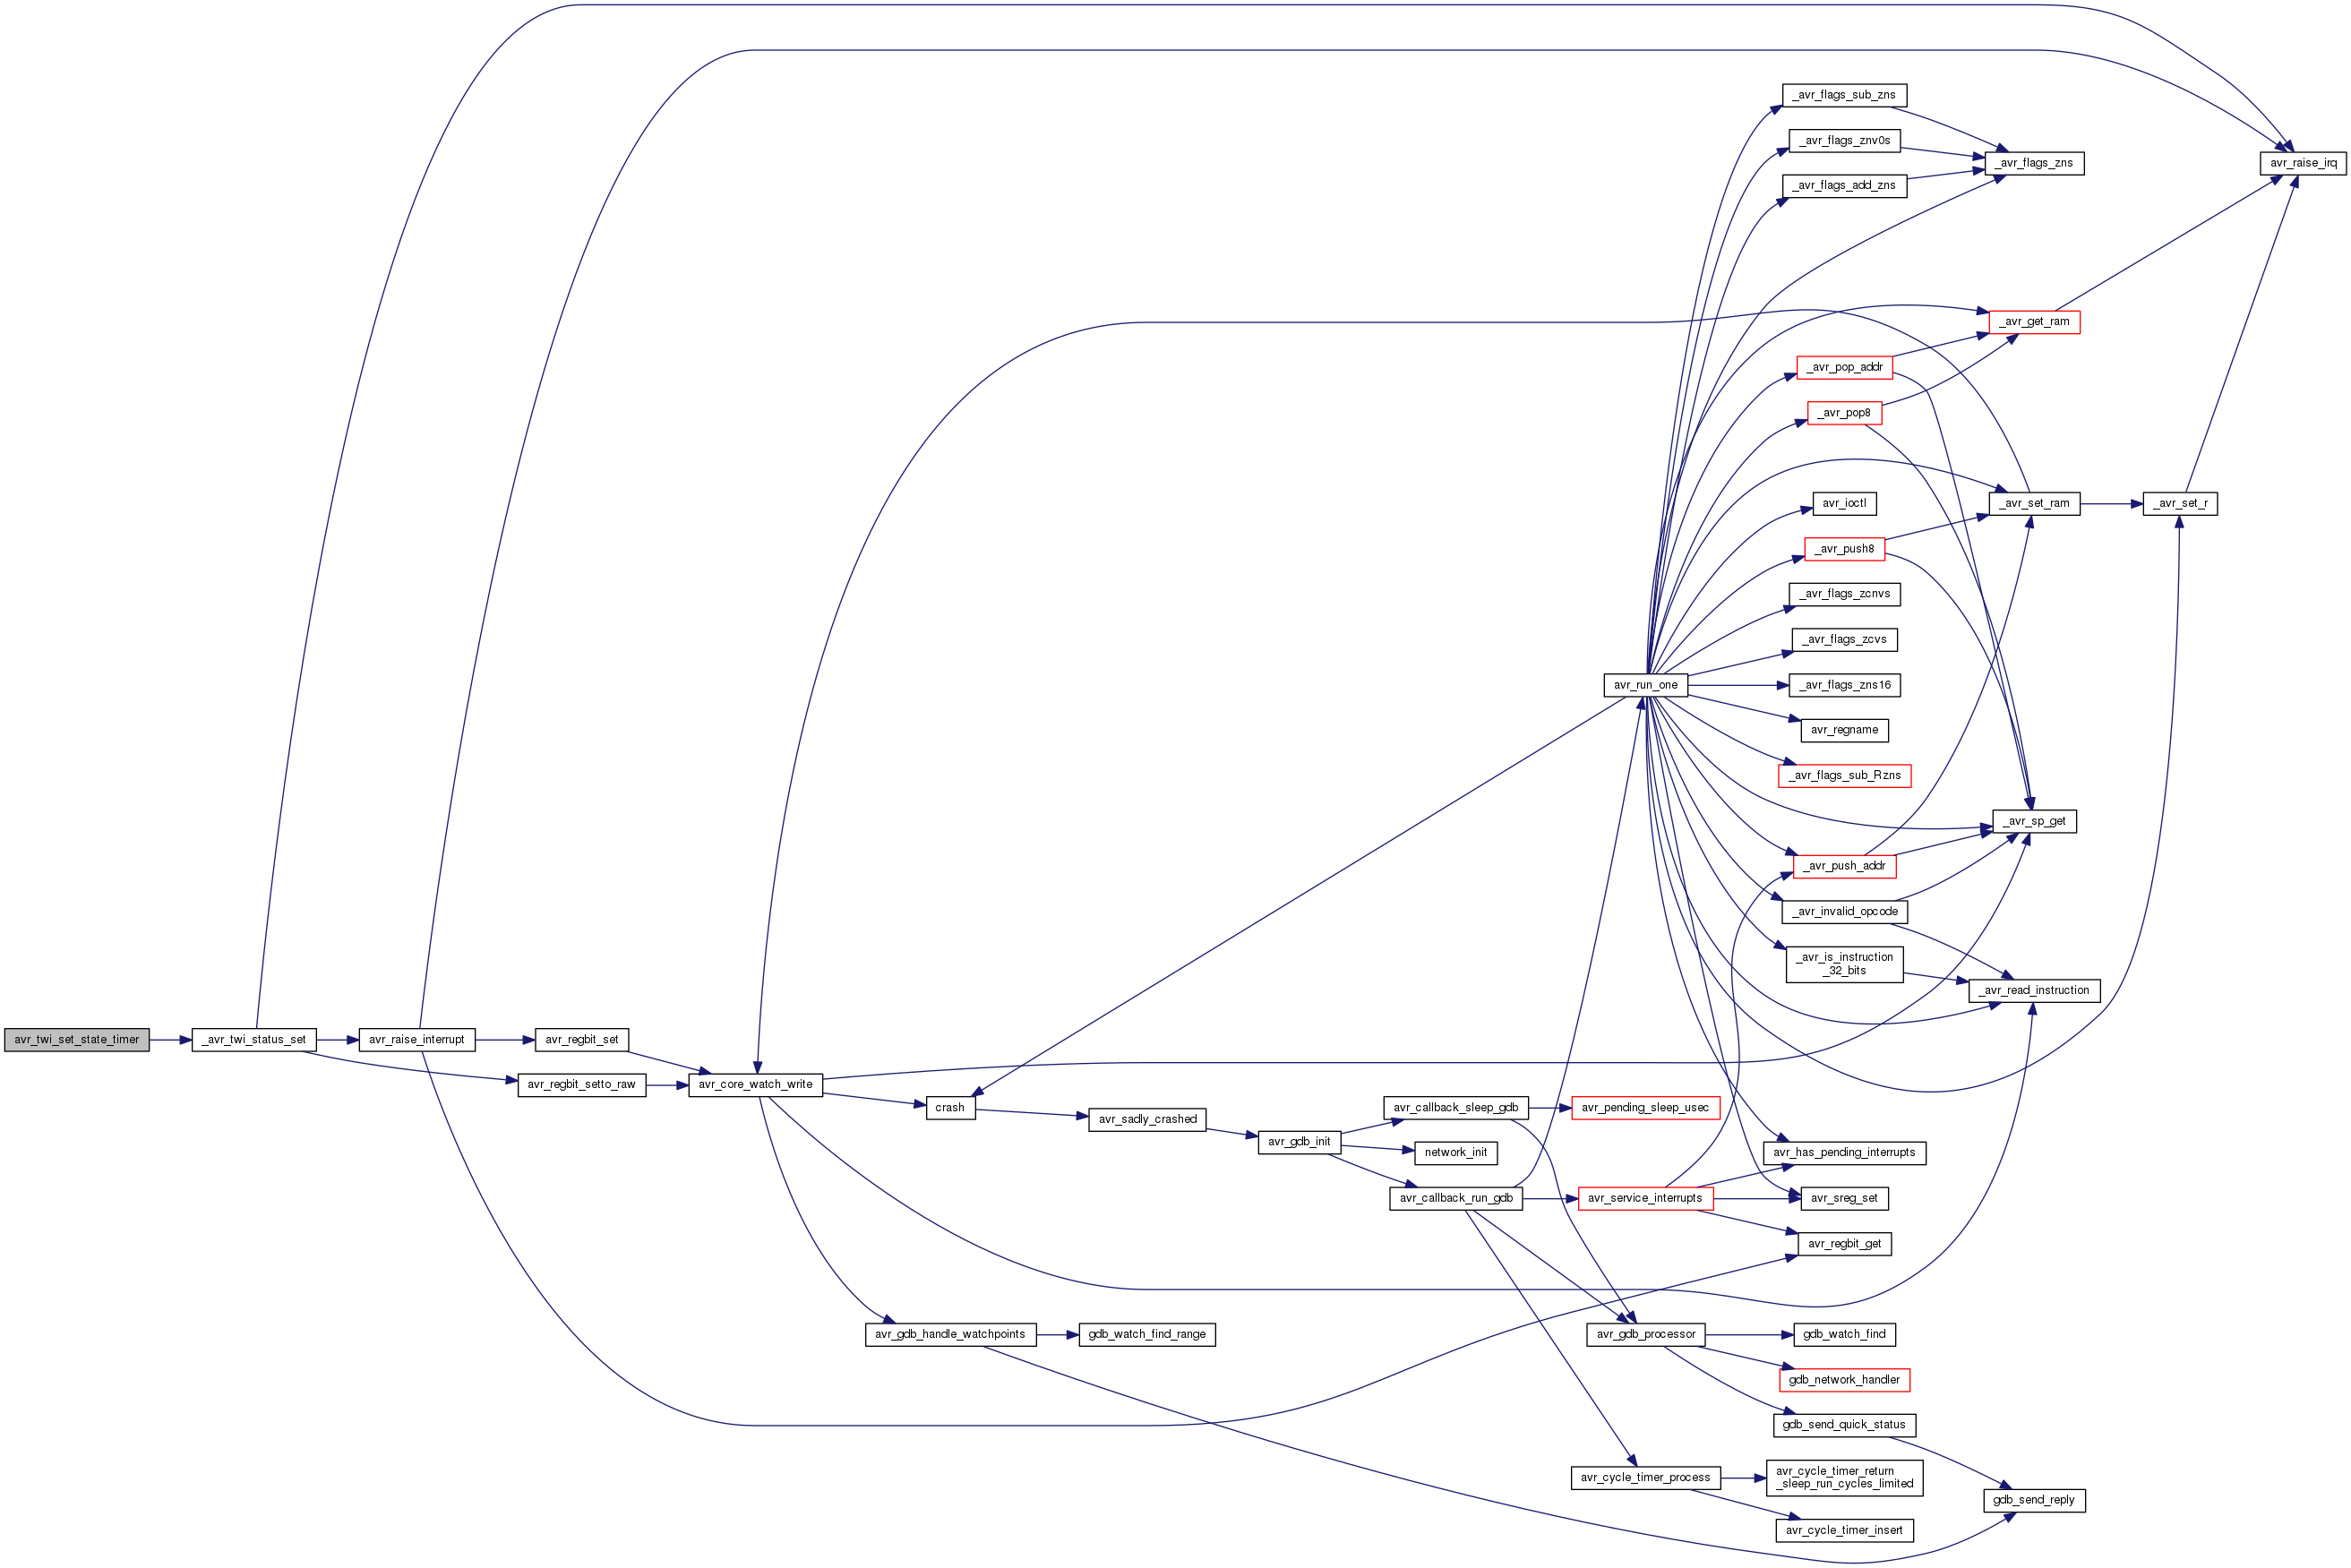 avr_twi_set_state_timer
_avr_twi_status_set
avr_raise_interrupt
avr_regbit_set
avr_regbit_setto_raw
avr_core_watch_write
crash
avr_sadly_crashed
avr_gdb_init
avr_callback_sleep_gdb
avr_pending_sleep_usec
network_init
avr_callback_run_gdb
avr_service_interrupts
avr_gdb_handle_watchpoints
gdb_watch_find_range
avr_gdb_processor
avr_cycle_timer_process
avr_run_one
_avr_flags_sub_zns
_avr_flags_znv0s
_avr_flags_add_zns
_avr_flags_zns
avr_raise_irq
_avr_get_ram
_avr_pop_addr
_avr_pop8
avr_ioctl
_avr_set_ram
_avr_set_r
_avr_push8
_avr_flags_zcnvs
_avr_flags_zcvs
_avr_flags_zns16
avr_regname
_avr_flags_sub_Rzns
_avr_sp_get
_avr_push_addr
_avr_invalid_opcode
_avr_is_instruction
_32_bits
_avr_read_instruction
avr_has_pending_interrupts
avr_sreg_set
avr_regbit_get
gdb_watch_find
gdb_network_handler
gdb_send_quick_status
avr_cycle_timer_return
_sleep_run_cycles_limited
gdb_send_reply
avr_cycle_timer_insert